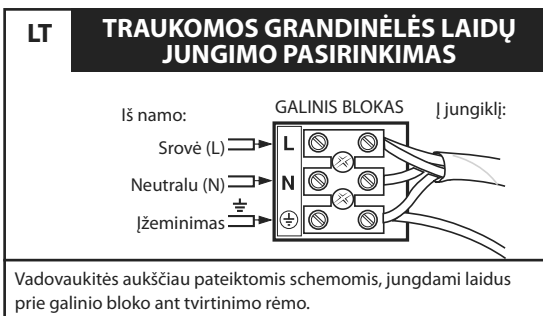 LT
TRAUKOMOS GRANDINĖLĖS LAIDŲ
JUNGIMO PASIRINKIMAS
Iš namo:
GALINIS BLOKAS
Į jungiklį:
Srovė (L)
L
Neutralu (N)
N
Įžeminimas
Vadovaukitės aukščiau pateiktomis schemomis, jungdami laidus
prie galinio bloko ant tvirtinimo rėmo.